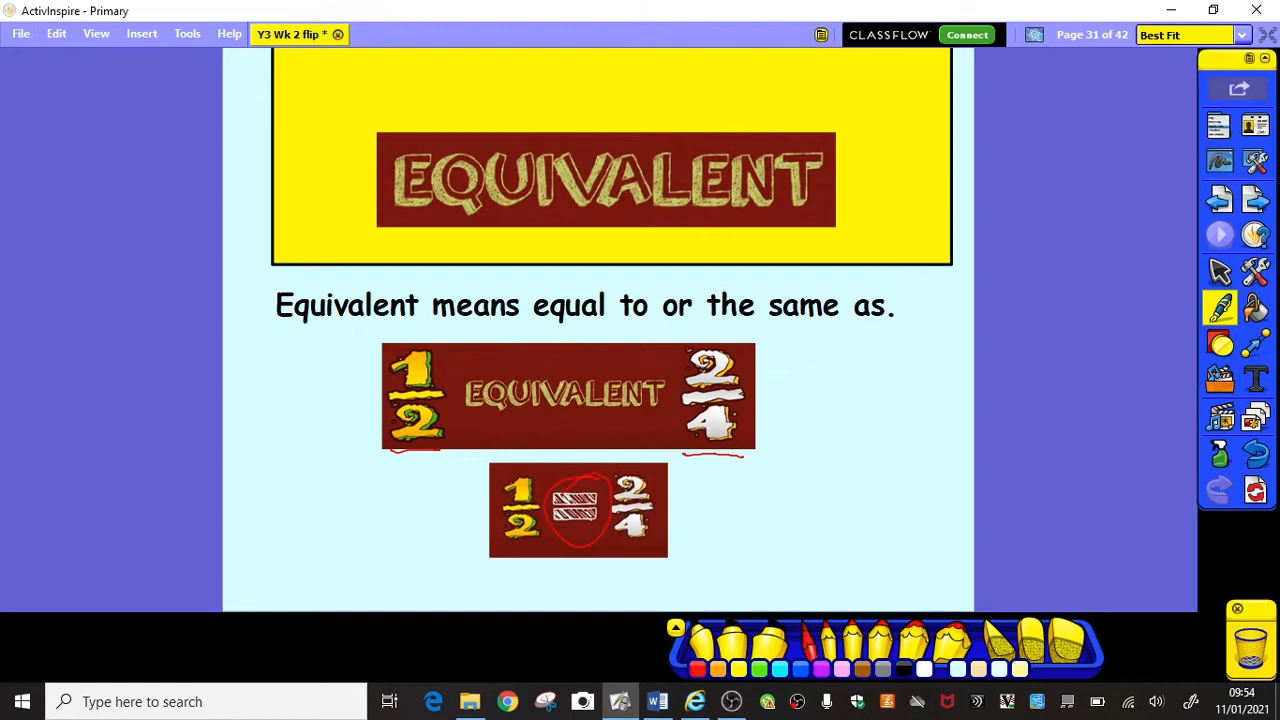 ActivInspire - Primary
File Edit View Insert Tools Help Y3 Wk 2 flip * CLASSFLOW Connect Page 31 of 42 Best Fit
EQUIVALENT
Equivalent means equal to or the same as.
1/2 EQUIVALENT 2/4
1/2 = 2/4
Type here to search
09:54
11/01/2021